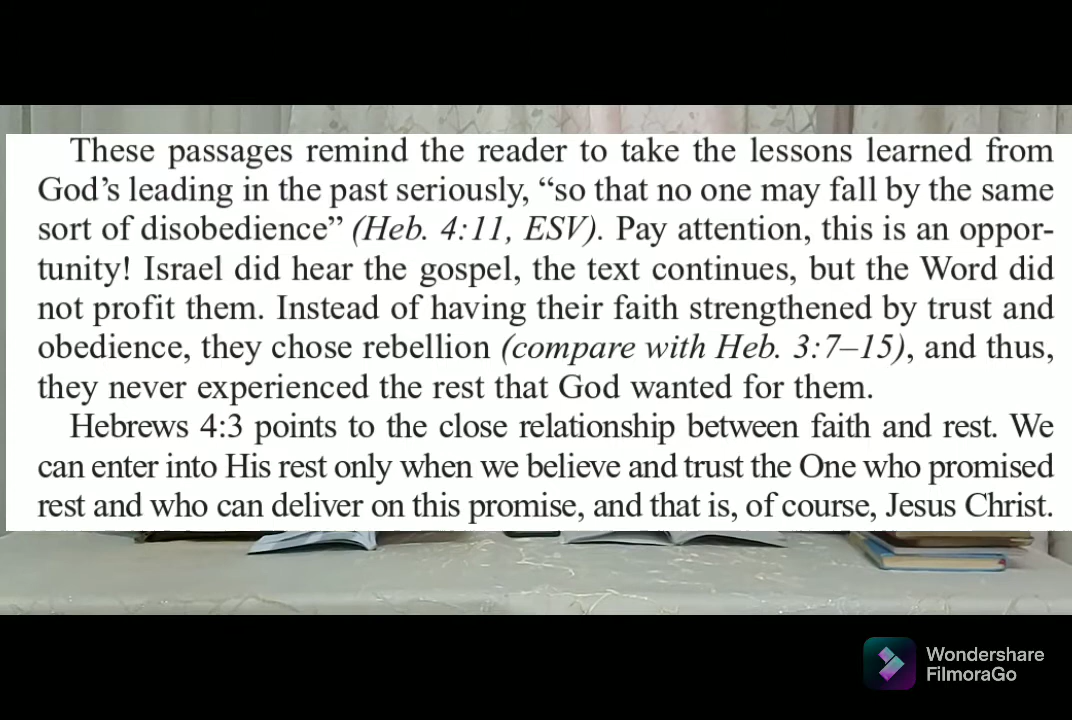 These passages remind the reader to take the lessons learned from
God’s leading in the past seriously, “so that no one may fall by the same
sort of disobedience” (Heb. 4:11, ESV). Pay attention, this is an oppor-
tunity! Israel did hear the gospel, the text continues, but the Word did
not profit them. Instead of having their faith strengthened by trust and
obedience, they chose rebellion (compare with Heb. 3:7–15), and thus,
they never experienced the rest that God wanted for them.
Hebrews 4:3 points to the close relationship between faith and rest. We
can enter into His rest only when we believe and trust the One who promised
rest and who can deliver on this promise, and that is, of course, Jesus Christ.
Wondershare
FilmoraGo